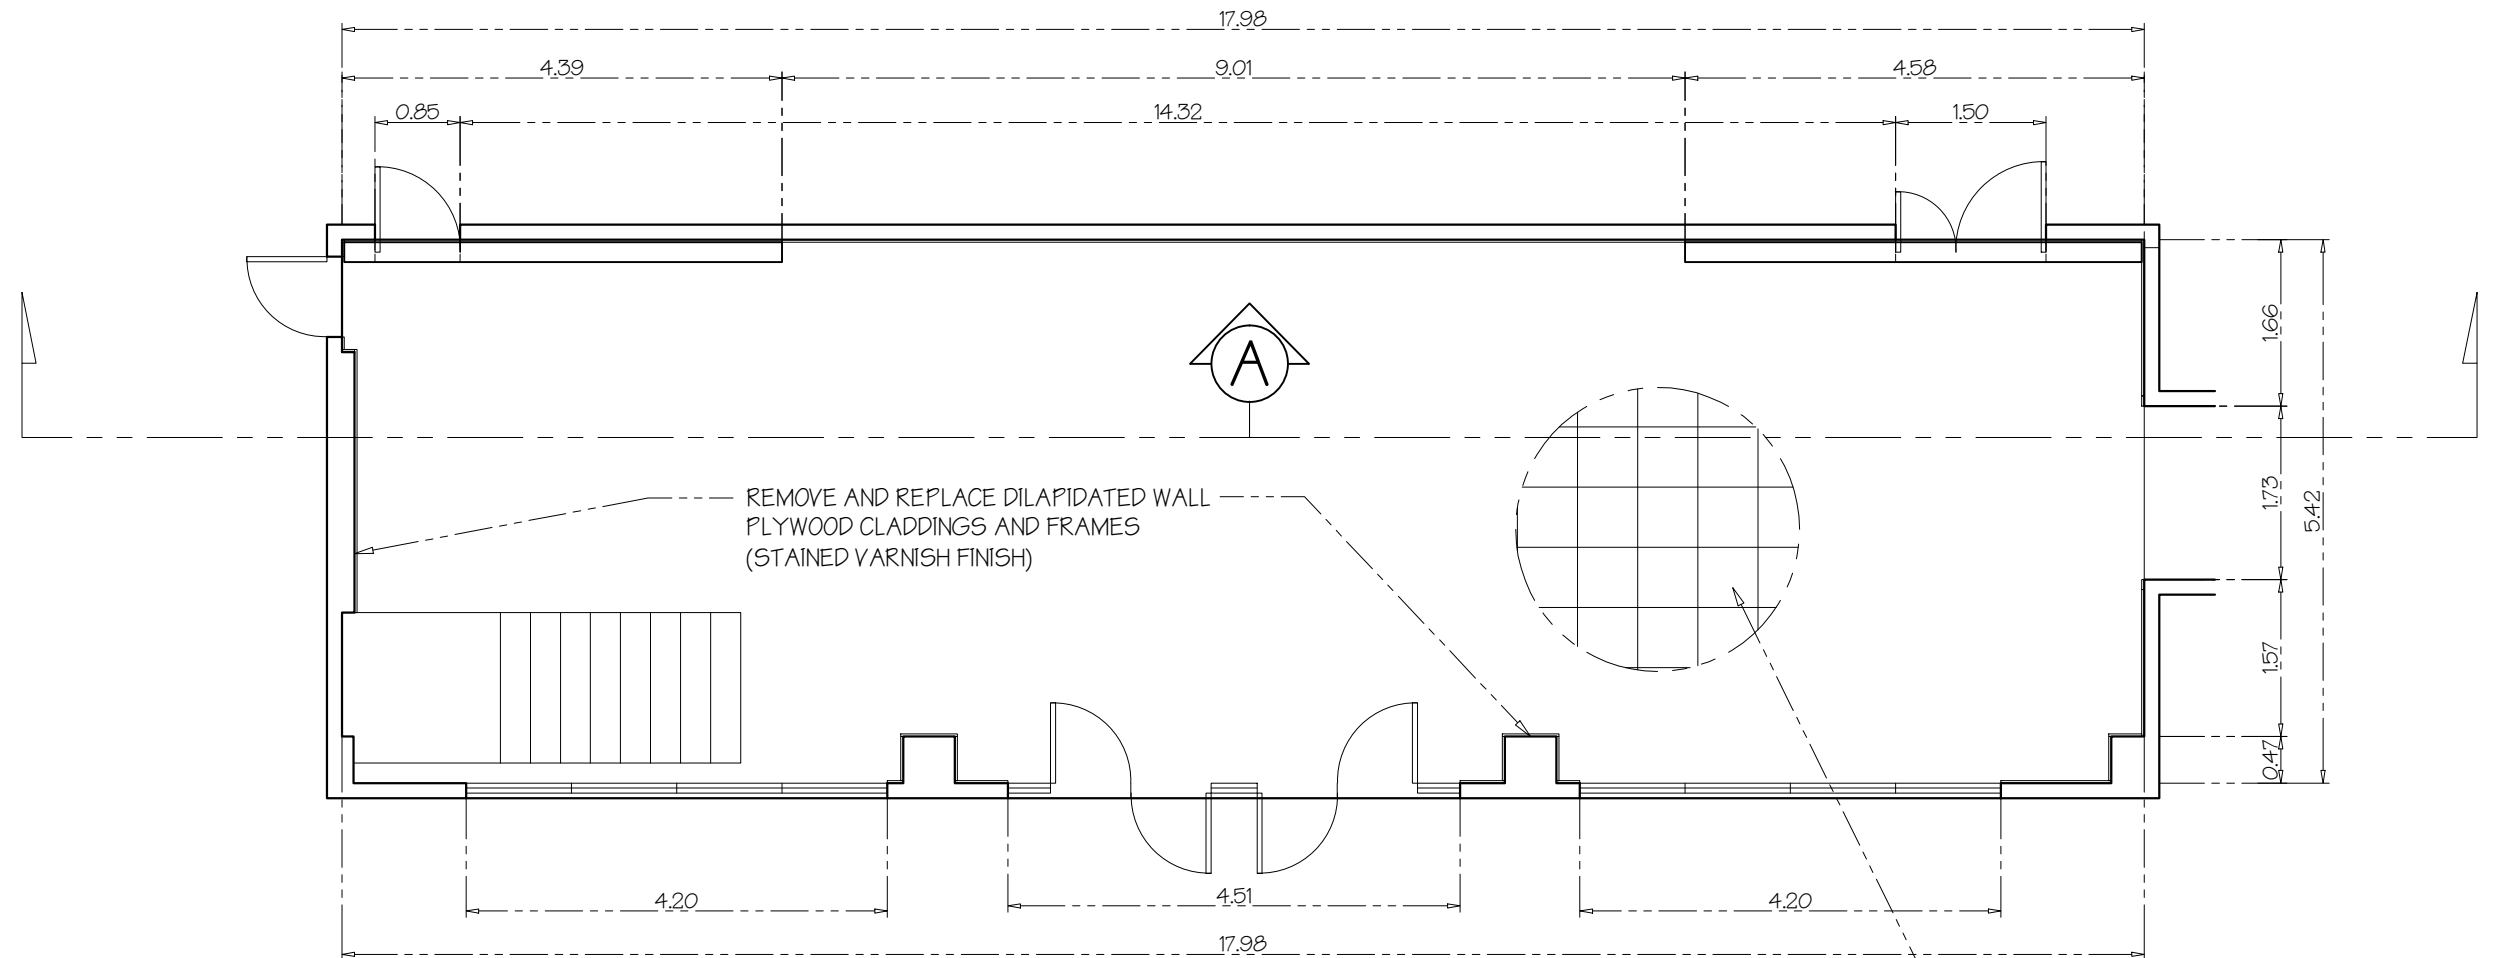 17.98
4.39 9.01 4.58
0.85 14.32 1.50
1.66
A
REMOVE AND REPLACE DILAPIDATED WALL
PLYWOOD CLADDINGS AND FRAMES
(STAINED VARNISH FINISH)
1.73
5.42
1.57
0.47
4.20 4.51 4.20
17.98